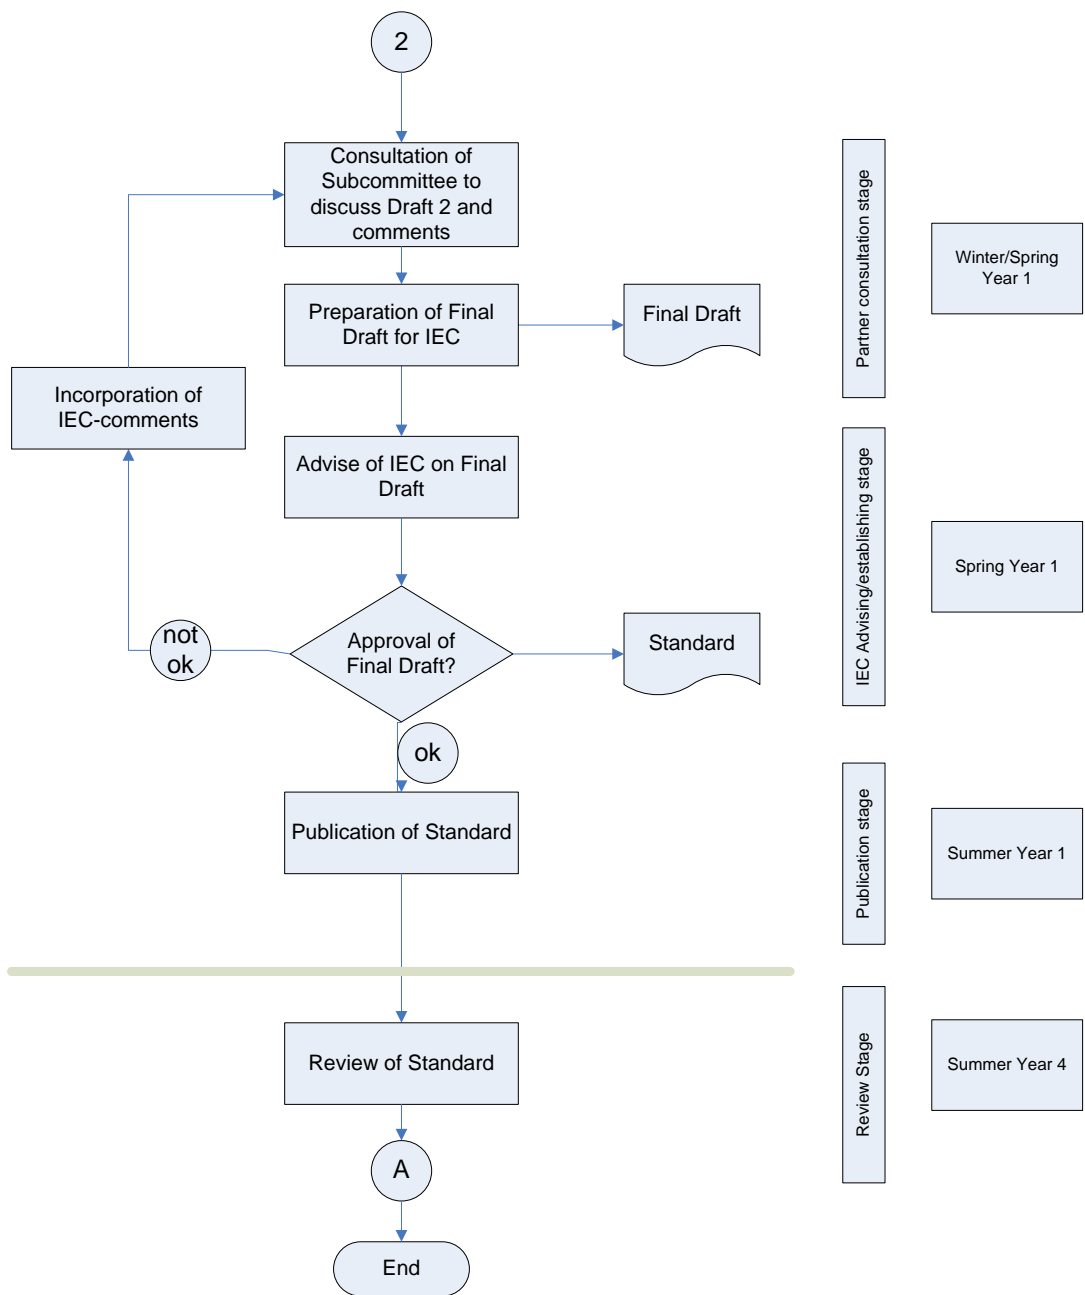 2
Consultation of
Subcommittee to
discuss Draft 2 and
comments
Partner consultation stage
Winter/Spring
Year 1
Preparation of Final
Draft for IEC
Final Draft
Incorporation of
IEC-comments
Advise of IEC on Final
Draft
IEC Advising/establishing stage
Spring Year 1
not
ok
Approval of
Final Draft?
Standard
ok
Publication of Standard
Publication stage
Summer Year 1
Review of Standard
Review Stage
Summer Year 4
A
End